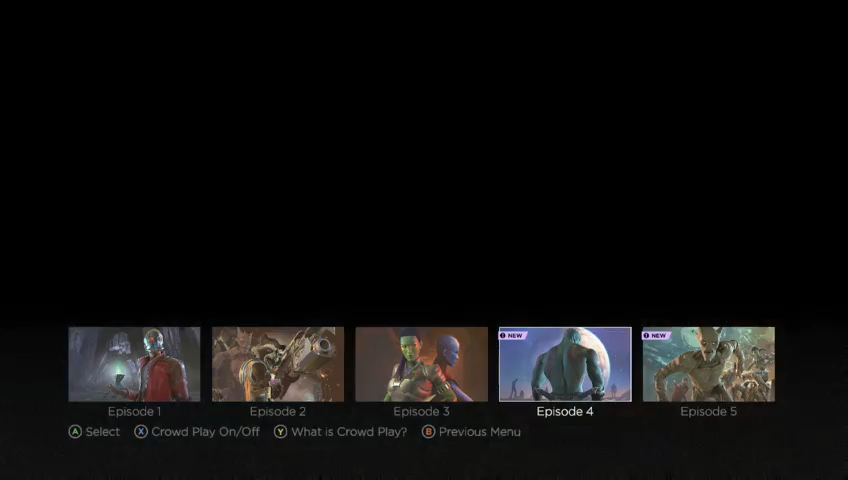 NEW
NEW
Episode 1
Episode 2
Episode 3
Episode 4
Episode 5
A Select X Crowd Play On/Off Y What is Crowd Play? B Previous Menu